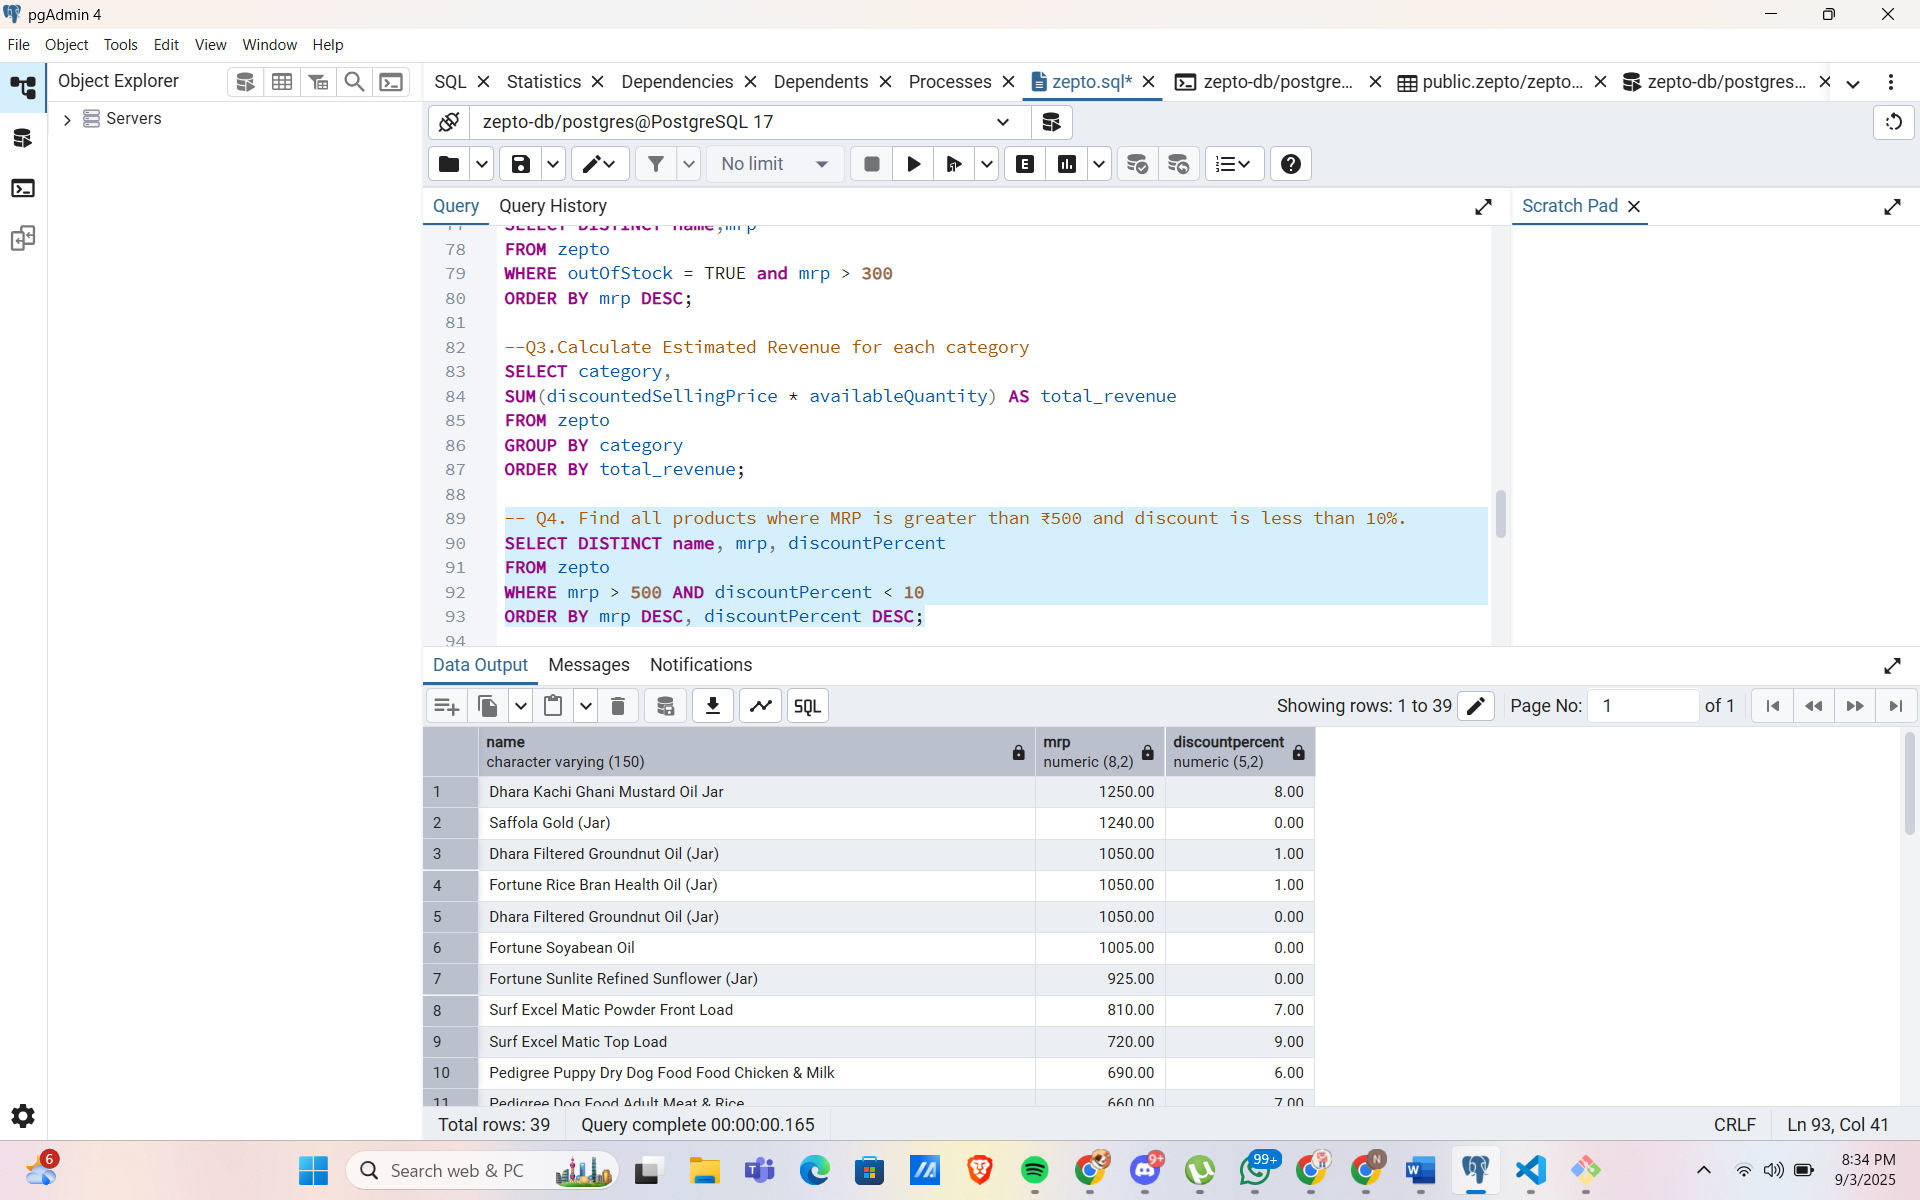 pgAdmin 4
File Object Tools Edit View Window Help
Object Explorer
Servers
SQL Statistics Dependencies Dependents Processes zepto.sql* zepto-db/postgre... public.zepto/zepto... zepto-db/postgres...
zepto-db/postgres@PostgreSQL 17
No limit
E
Query Query History
Scratch Pad
77 SELECT DISTINCT name,mrp
78 FROM zepto
79 WHERE outOfStock = TRUE and mrp > 300
80 ORDER BY mrp DESC;
81
82 --Q3.Calculate Estimated Revenue for each category
83 SELECT category,
84 SUM(discountedSellingPrice * availableQuantity) AS total_revenue
85 FROM zepto
86 GROUP BY category
87 ORDER BY total_revenue;
88
89 -- Q4. Find all products where MRP is greater than ₹500 and discount is less than 10%.
90 SELECT DISTINCT name, mrp, discountPercent
91 FROM zepto
92 WHERE mrp > 500 AND discountPercent < 10
93 ORDER BY mrp DESC, discountPercent DESC;
94
Data Output Messages Notifications
SQL
Showing rows: 1 to 39 Page No: 1 of 1
name mrp discountpercent
character varying (150) numeric (8,2) numeric (5,2)
1 Dhara Kachi Ghani Mustard Oil Jar 1250.00 8.00
2 Saffola Gold (Jar) 1240.00 0.00
3 Dhara Filtered Groundnut Oil (Jar) 1050.00 1.00
4 Fortune Rice Bran Health Oil (Jar) 1050.00 1.00
5 Dhara Filtered Groundnut Oil (Jar) 1050.00 0.00
6 Fortune Soyabean Oil 1005.00 0.00
7 Fortune Sunlite Refined Sunflower (Jar) 925.00 0.00
8 Surf Excel Matic Powder Front Load 810.00 7.00
9 Surf Excel Matic Top Load 720.00 9.00
10 Pedigree Puppy Dry Dog Food Food Chicken & Milk 690.00 6.00
11 Pedigree Dog Food Adult Meat & Rice 660.00 7.00
Total rows: 39 Query complete 00:00:00.165 CRLF Ln 93, Col 41
6
Search web & PC
9+
99+
N
8:34 PM
9/3/2025